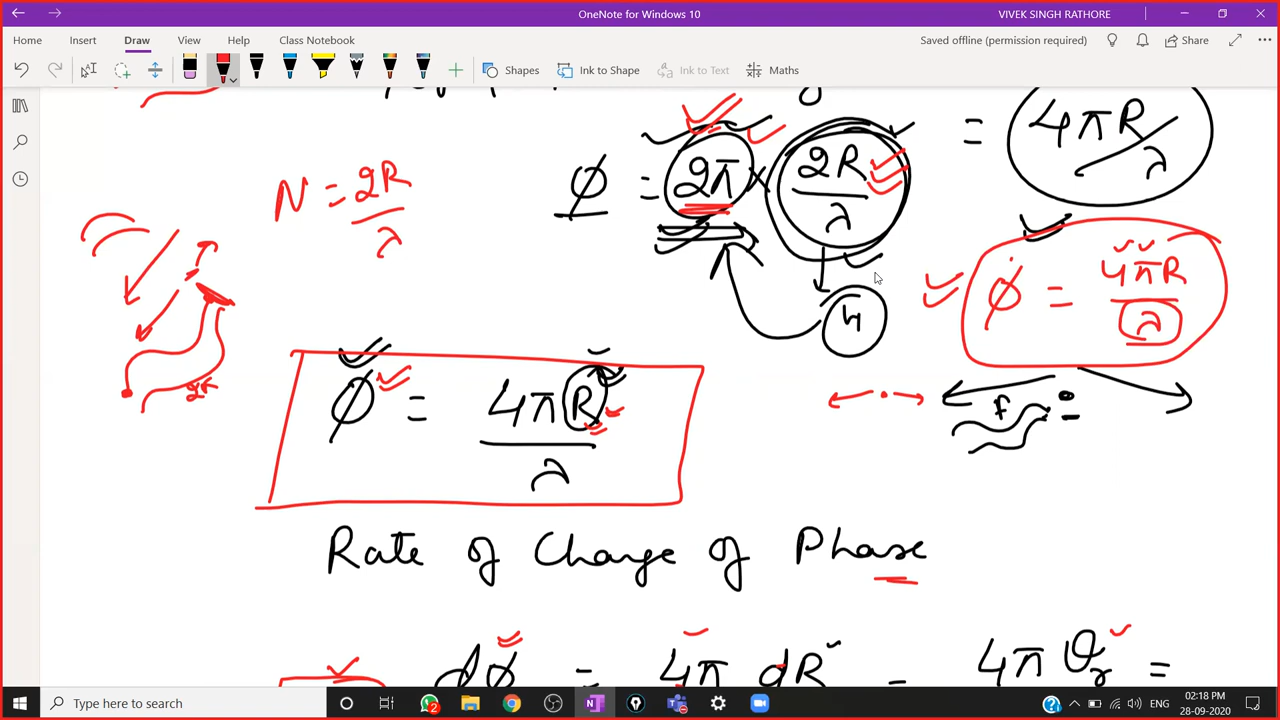 OneNote for Windows 10
VIVEK SINGH RATHORE
Home Insert Draw View Help Class Notebook
Saved offline (permission required) Share
Shapes Ink to Shape Ink to Text Maths
= 4πR/λ
ϕ = 2π × 2R/λ
N = 2R/λ
ϕ = 4πR/λ
f
ϕ = 4πR/λ
Rate of Change of Phase
dϕ = 4π dR = 4π ϑr =
Type here to search
2
ENG
02:18 PM
28-09-2020